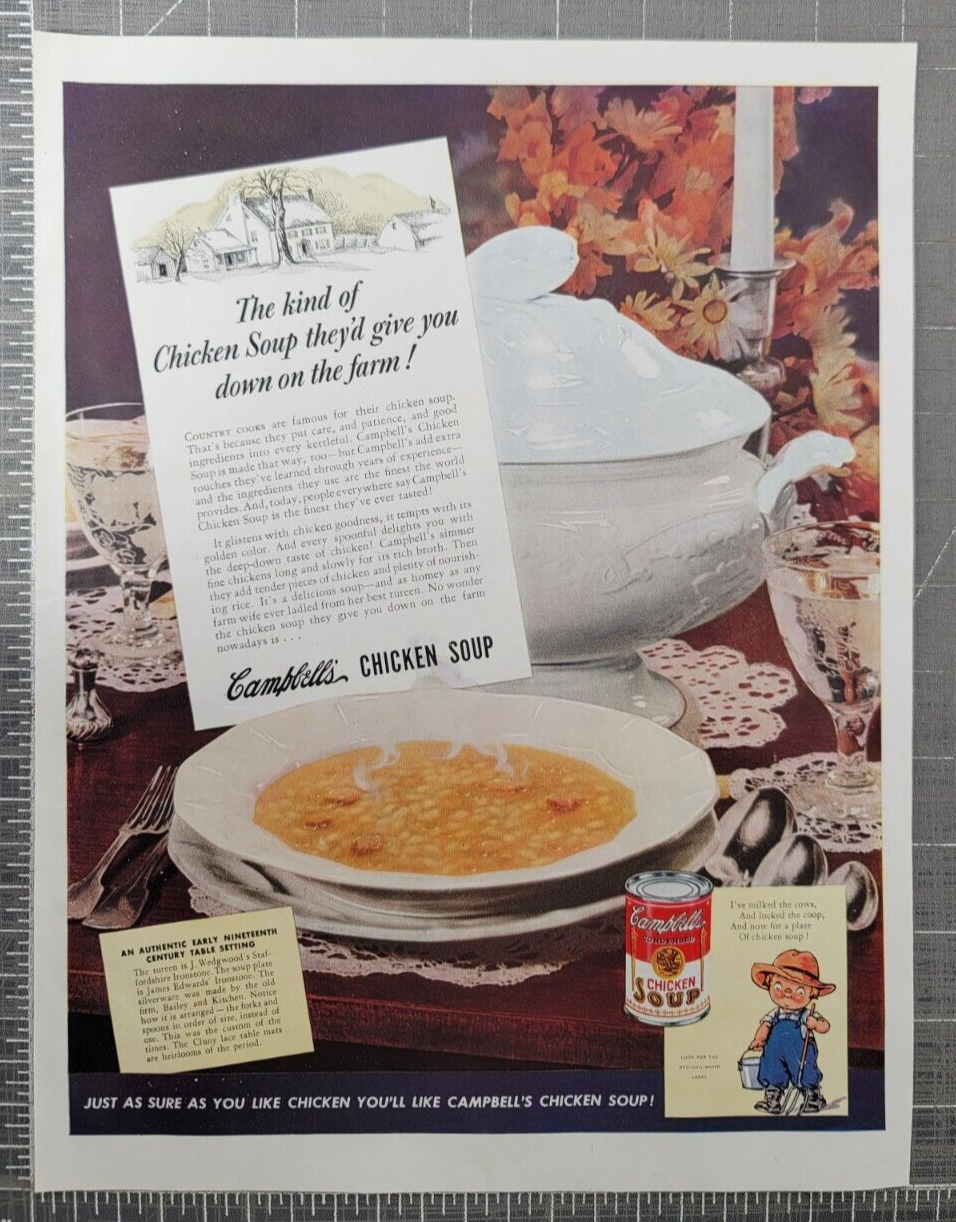 The kind of
Chicken Soup they'd give you
down on the farm!
COUNTRY COOKS are famous for their chicken soup.
That's because they put care, and patience, and good
ingredients into every kettleful. Campbell's Chicken
Soup is made that way, too—but Campbell's add extra
touches they've learned through years of experience—
and the ingredients they use are the finest the world
provides. And, today, people everywhere say Campbell's
Chicken Soup is the finest they've ever tasted!
It glistens with chicken goodness, it tempts with its
golden color. And every spoonful delights you with
the deep-down taste of chicken! Campbell's simmer
fine chickens long and slowly for its rich broth. Then
they add tender pieces of chicken and plenty of nourish-
ing rice. It's a delicious soup—and as homey as any
farm wife ever ladled from her best tureen. No wonder
the chicken soup they give you down on the farm
nowadays is . . .
Campbell's CHICKEN SOUP
AN AUTHENTIC EARLY NINETEENTH
CENTURY TABLE SETTING
The tureen is J. Wedgwood's Staf-
fordshire Ironstone. The soup plate
is James Edwards' Ironstone. The
silverware was made by the old
firm, Bailey and Kitchen. Notice
how it is arranged—the forks and
spoons in order of size, instead of
use. This was the custom of the
times. The Cluny lace table mats
are heirlooms of the period.
Campbell's
CONDENSED
CHICKEN
SOUP
I've milked the cows,
And locked the coop,
And now for a plate
Of chicken soup!
LOOK FOR THE
RED-AND-WHITE
LABEL
JUST AS SURE AS YOU LIKE CHICKEN YOU'LL LIKE CAMPBELL'S CHICKEN SOUP!